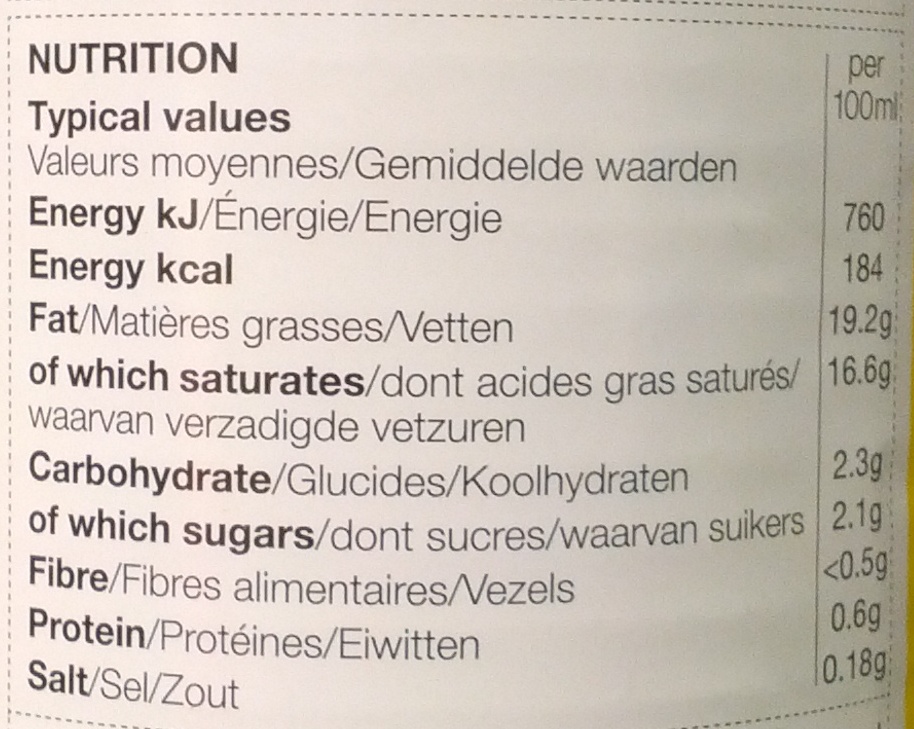 NUTRITION per
Typical values 100ml
Valeurs moyennes/Gemiddelde waarden
Energy kJ/Énergie/Energie 760
Energy kcal 184
Fat/Matières grasses/Vetten 19.2g
of which saturates/dont acides gras saturés/ 16.6g
waarvan verzadigde vetzuren
Carbohydrate/Glucides/Koolhydraten 2.3g
of which sugars/dont sucres/waarvan suikers 2.1g
Fibre/Fibres alimentaires/Vezels <0.5g
Protein/Protéines/Eiwitten 0.6g
Salt/Sel/Zout 0.18g